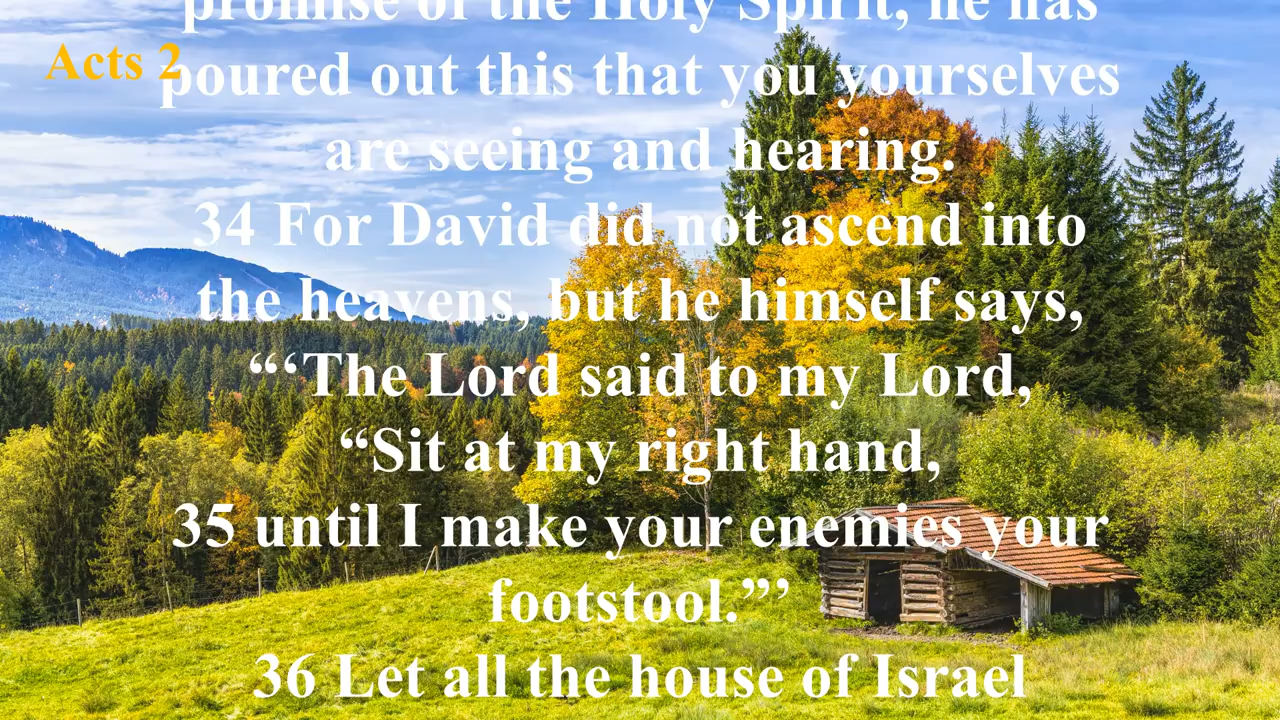 promise of the Holy Spirit, he has
Acts 2
poured out this that you yourselves
are seeing and hearing.
34 For David did not ascend into
the heavens, but he himself says,
“‘The Lord said to my Lord,
“Sit at my right hand,
35 until I make your enemies your
footstool.”’
36 Let all the house of Israel